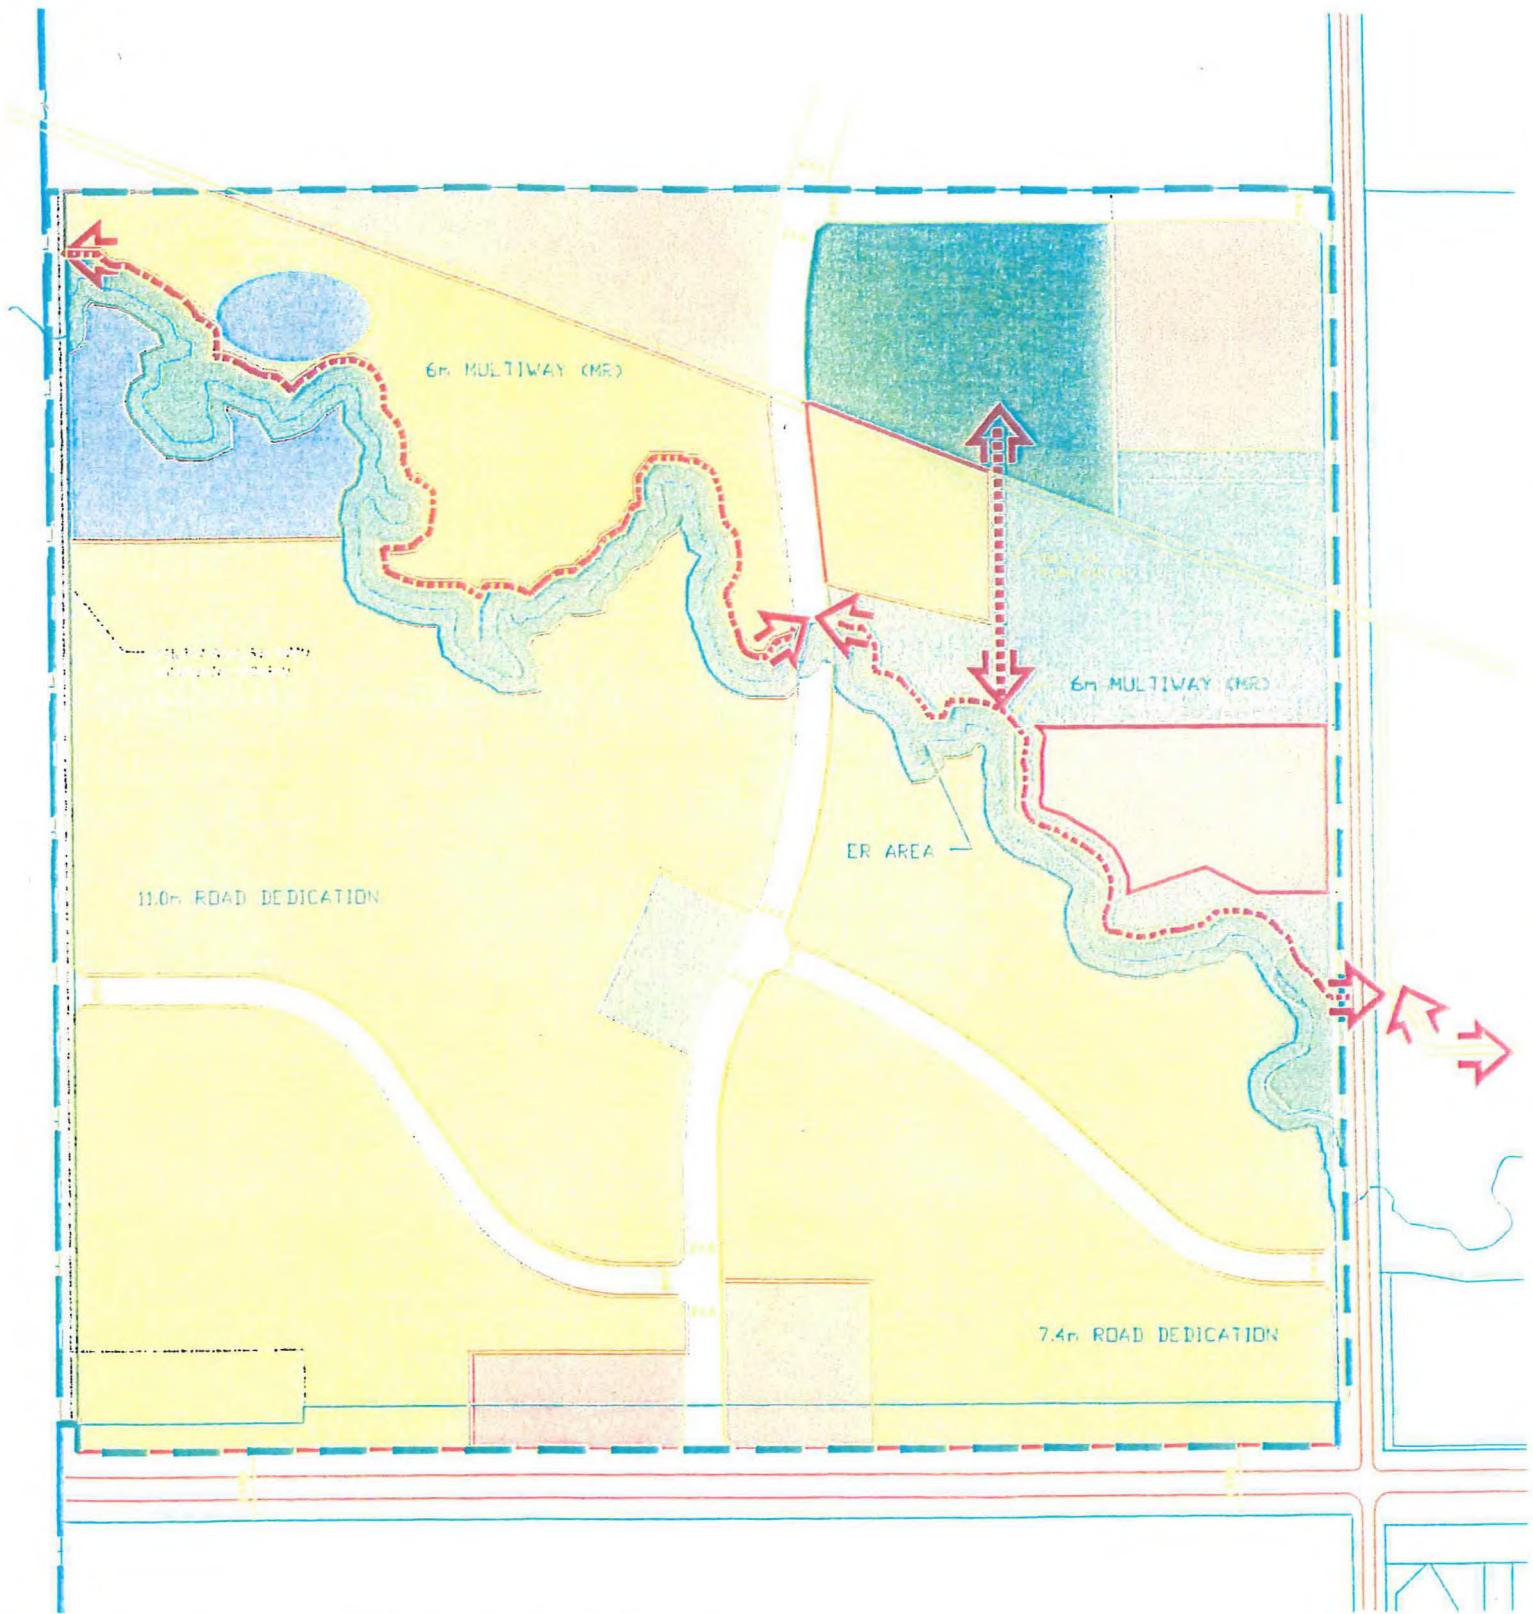 6m MULTIWAY (MR)
6m MULTIWAY (MR)
ER AREA
11.0m ROAD DEDICATION
7.4m ROAD DEDICATION